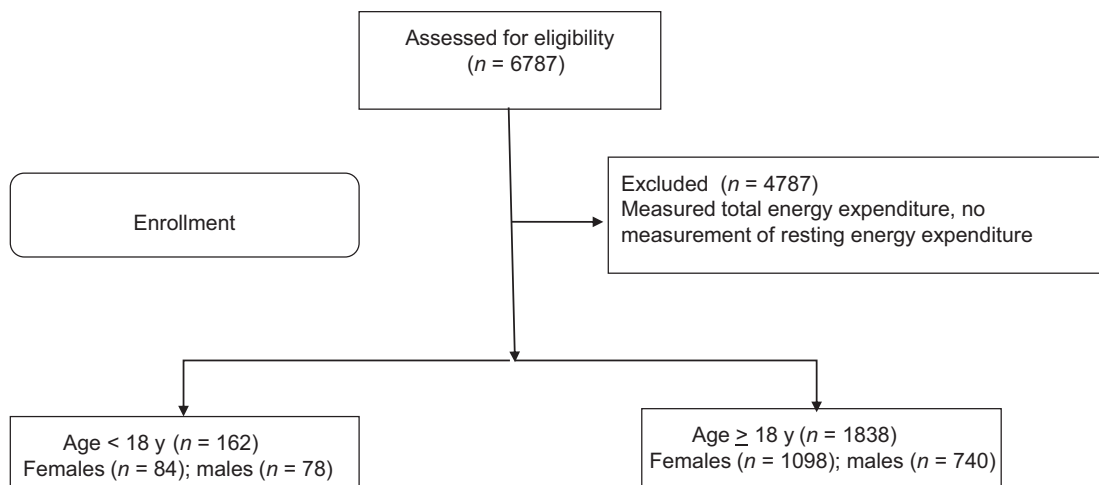 Assessed for eligibility
(n = 6787)
Excluded (n = 4787)
Measured total energy expenditure, no
measurement of resting energy expenditure
Enrollment
Age < 18 y (n = 162)
Females (n = 84); males (n = 78)
Age ≥ 18 y (n = 1838)
Females (n = 1098); males (n = 740)